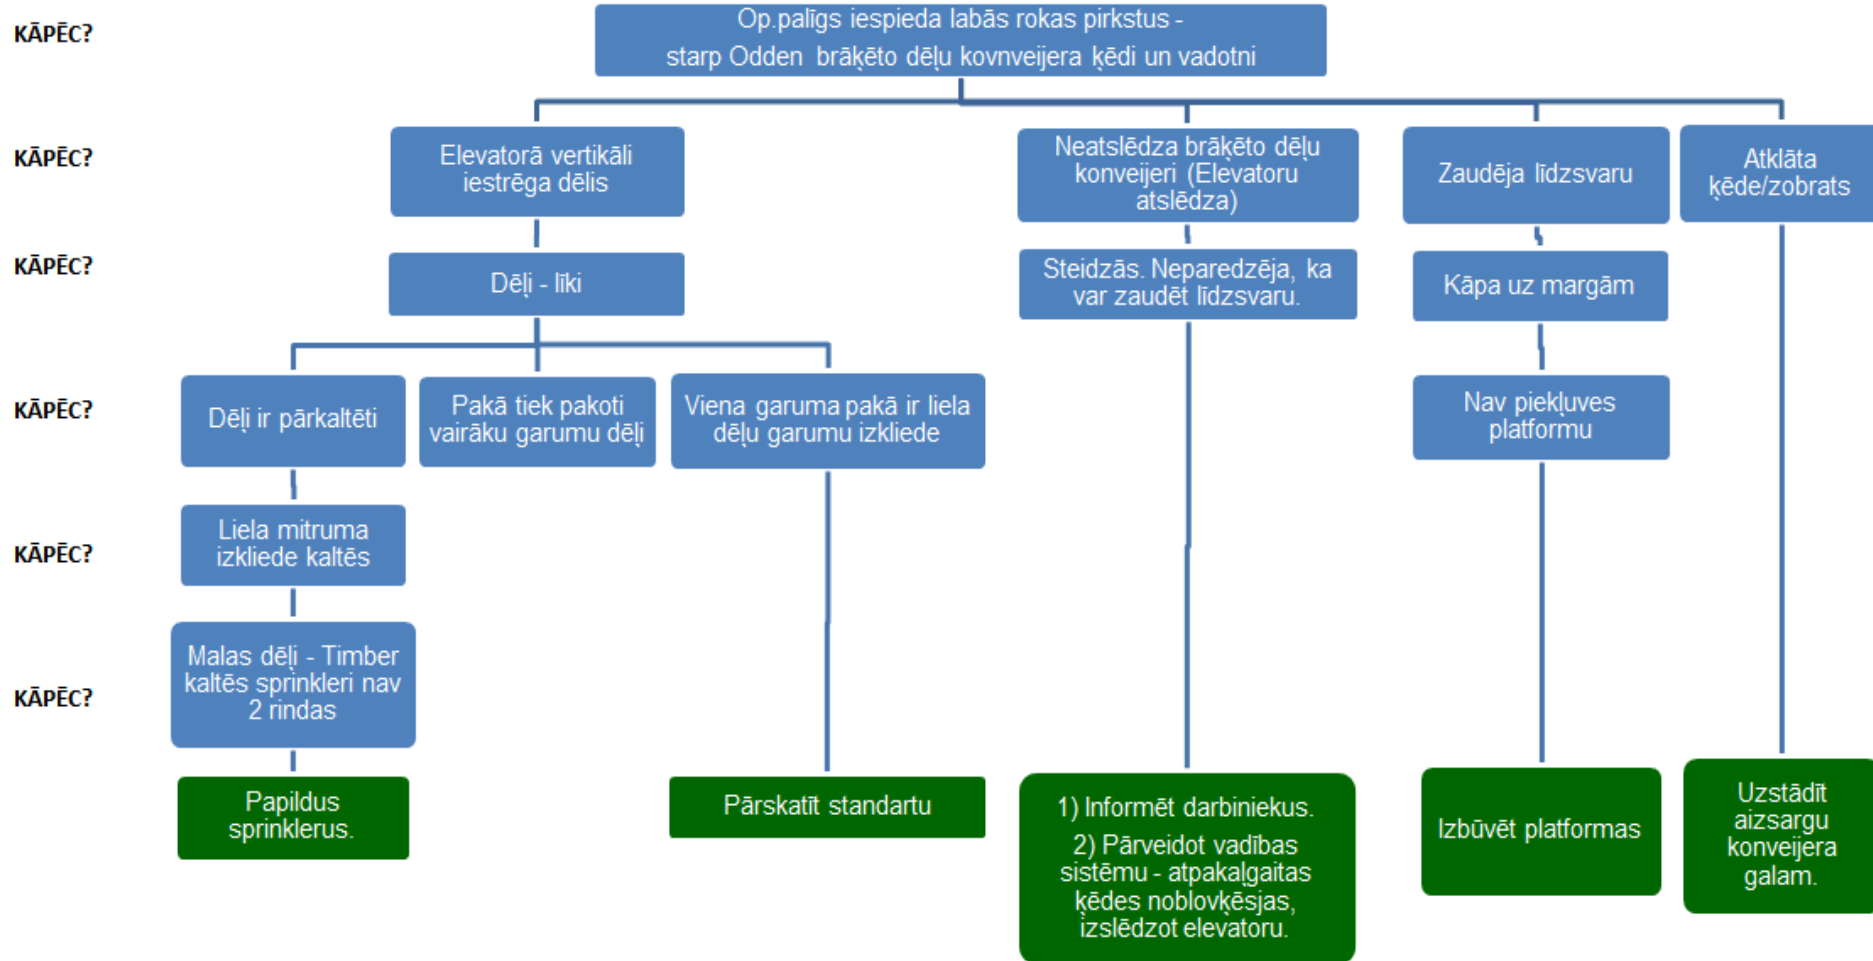 KĀPĒC?
Op.palīgs iespieda labās rokas pirkstus -
starp Odden brāķēto dēļu kovnveijera ķēdi un vadotni
KĀPĒC?
Elevatorā vertikāli
iestrēga dēlis
Neatslēdza brāķēto dēļu
konveijeri (Elevatoru
atslēdza)
Zaudēja līdzsvaru
Atklāta
ķēde/zobrats
KĀPĒC?
Dēļi - līki
Steidzās. Neparedzēja, ka
var zaudēt līdzsvaru.
Kāpa uz margām
KĀPĒC?
Dēļi ir pārkaltēti
Pakā tiek pakoti
vairāku garumu dēļi
Viena garuma pakā ir liela
dēļu garumu izkliede
Nav piekļuves
platformu
KĀPĒC?
Liela mitruma
izkliede kaltēs
KĀPĒC?
Malas dēļi - Timber
kaltēs sprinkleri nav
2 rindas
Papildus
sprinklerus.
Pārskatīt standartu
1) Informēt darbiniekus.
2) Pārveidot vadības
sistēmu - atpakaļgaitas
ķēdes noblovķēsjas,
izslēdzot elevatoru.
Izbūvēt platformas
Uzstādīt
aizsargu
konveijera
galam.